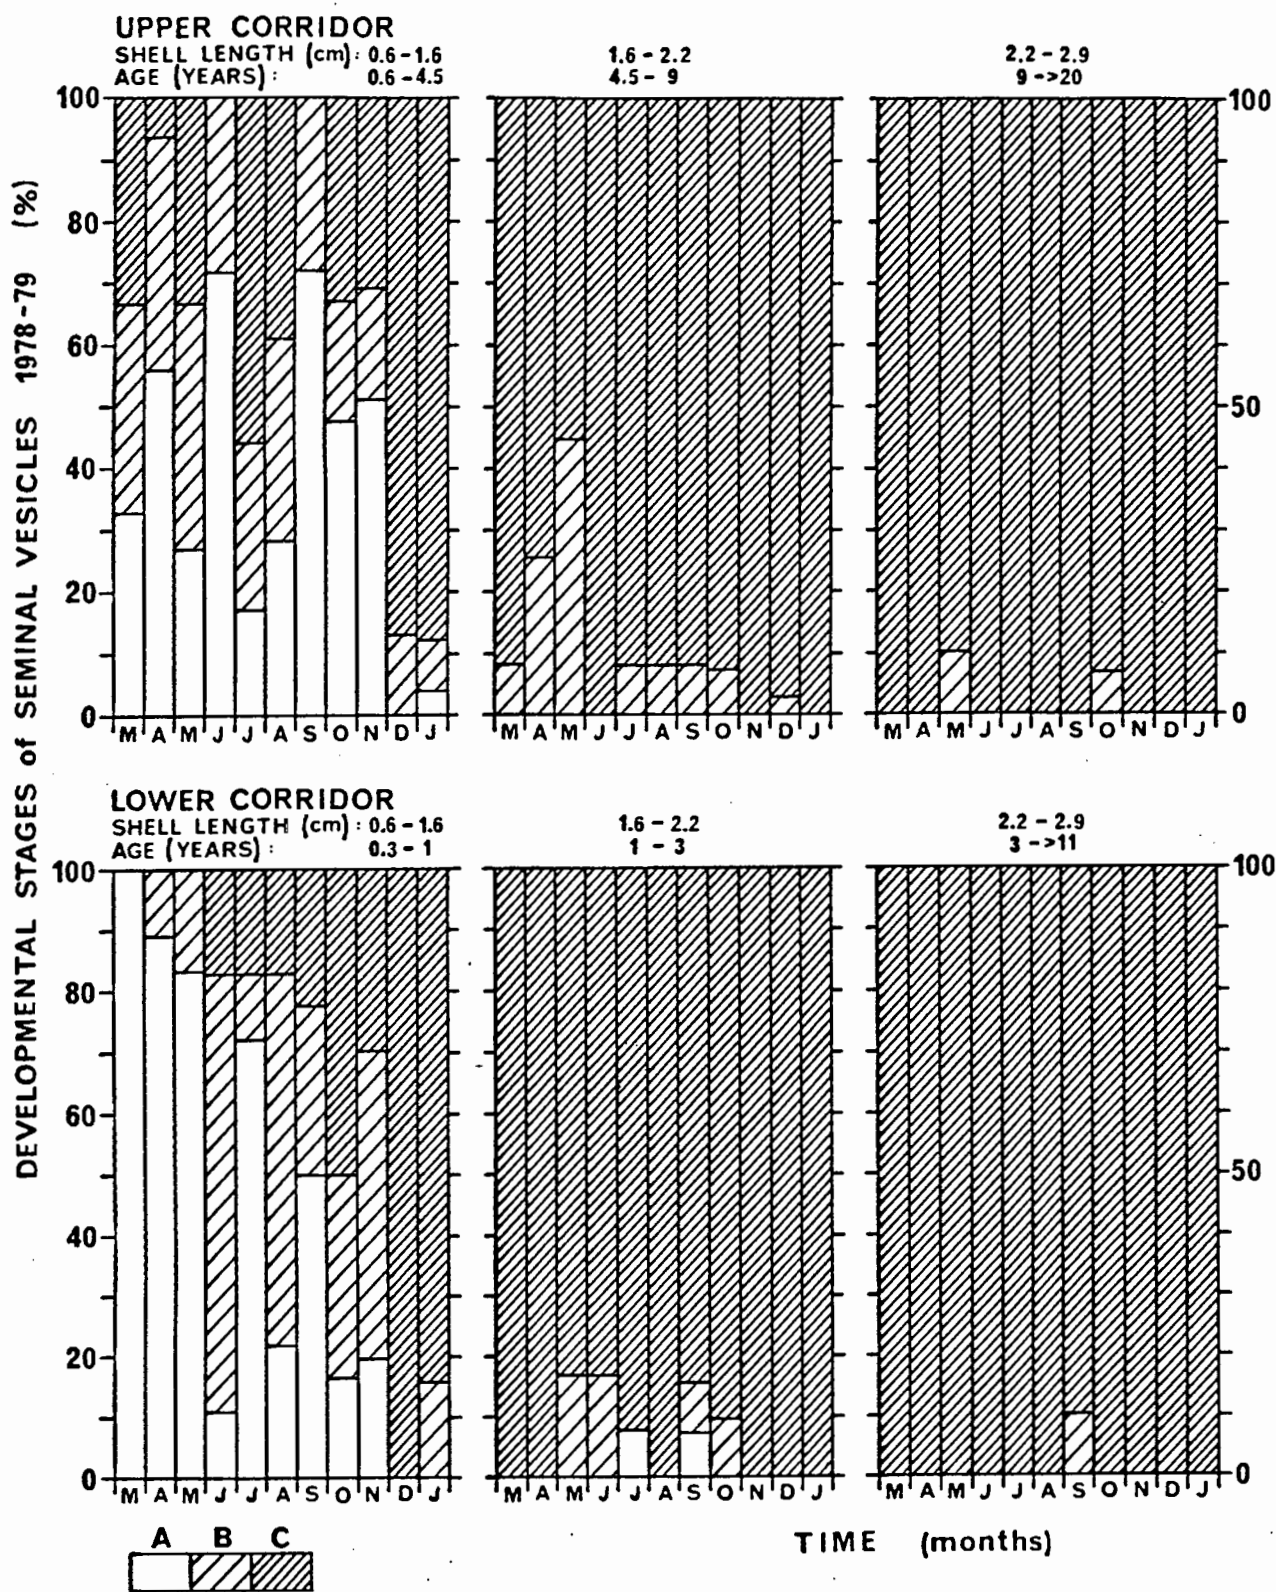 UPPER CORRIDOR
SHELL LENGTH (cm): 0.6-1.6
AGE (YEARS): 0.6-4.5
1.6-2.2
4.5-9
2.2-2.9
9->20
DEVELOPMENTAL STAGES of SEMINAL VESICLES 1978-79 (%)
100
80
60
40
20
0
100
50
0
M A M J J A S O N D J
M A M J J A S O N D J
M A M J J A S O N D J
LOWER CORRIDOR
SHELL LENGTH (cm): 0.6-1.6
AGE (YEARS): 0.3-1
1.6-2.2
1-3
2.2-2.9
3->11
100
80
60
40
20
0
100
50
0
M A M J J A S O N D J
M A M J J A S O N D J
M A M J J A S O N D J
A B C
TIME (months)